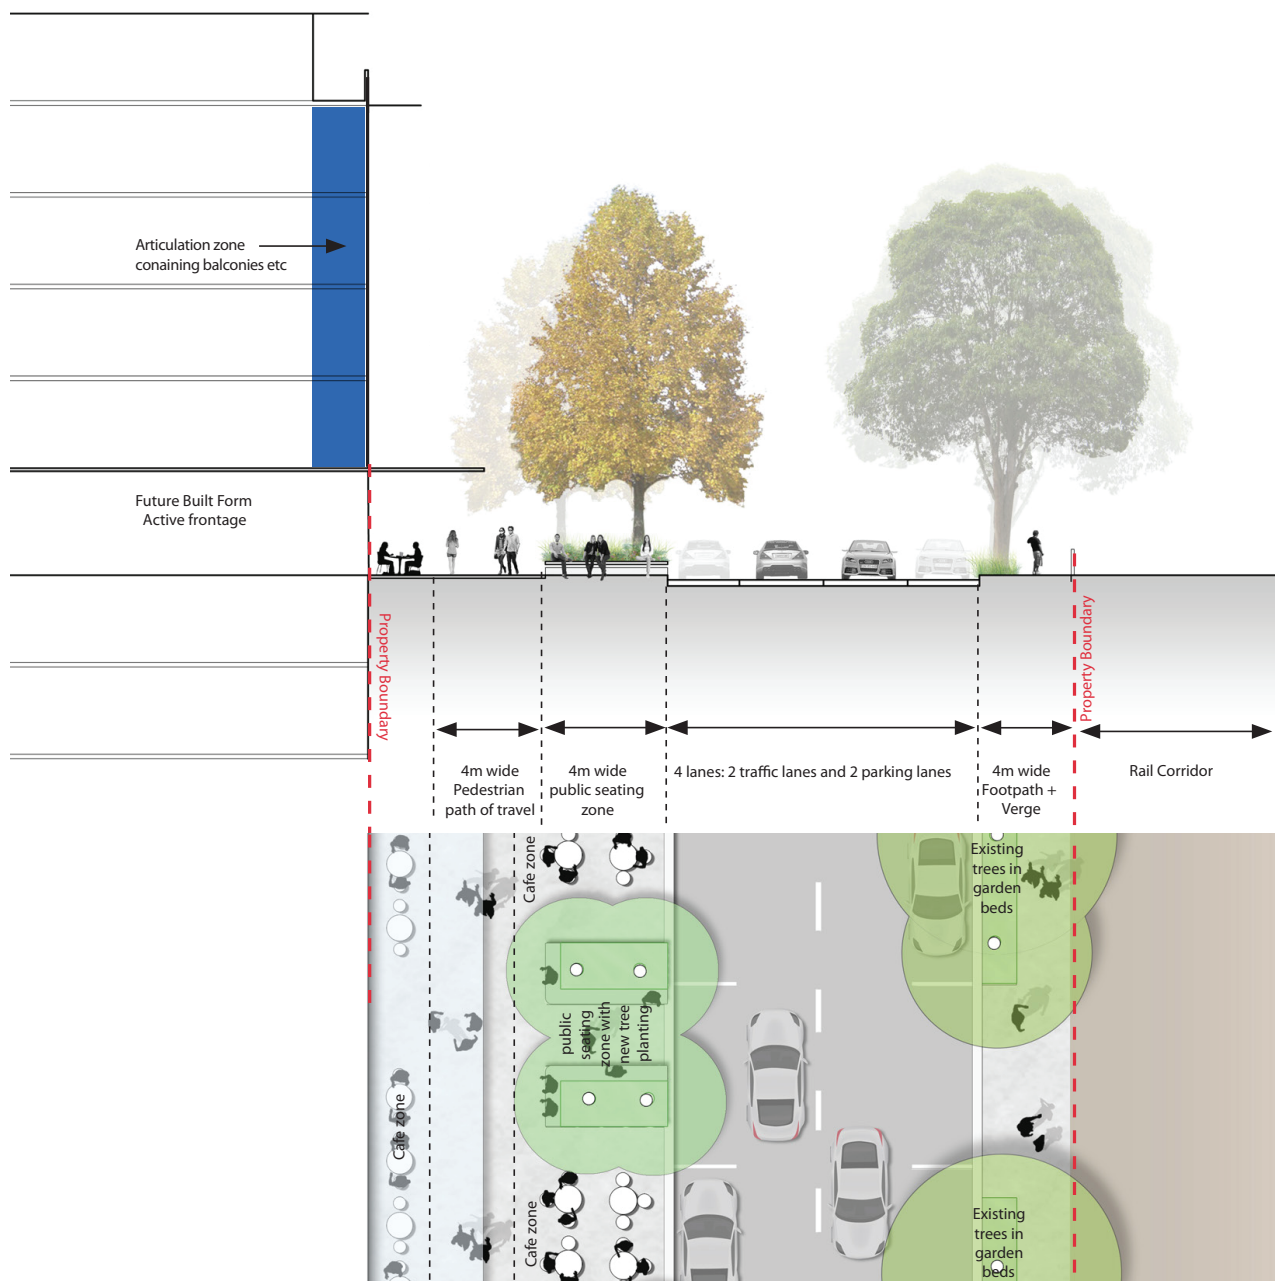 Articulation zone
conaining balconies etc
Future Built Form
Active frontage
Property Boundary
Property Boundary
4m wide
Pedestrian
path of travel
4m wide
public seating
zone
4 lanes: 2 traffic lanes and 2 parking lanes
4m wide
Footpath +
Verge
Rail Corridor
Cafe zone
Existing
trees in
garden
beds
public
seating
zone with
new tree
planting
Cafe zone
Cafe zone
Existing
trees in
garden
beds